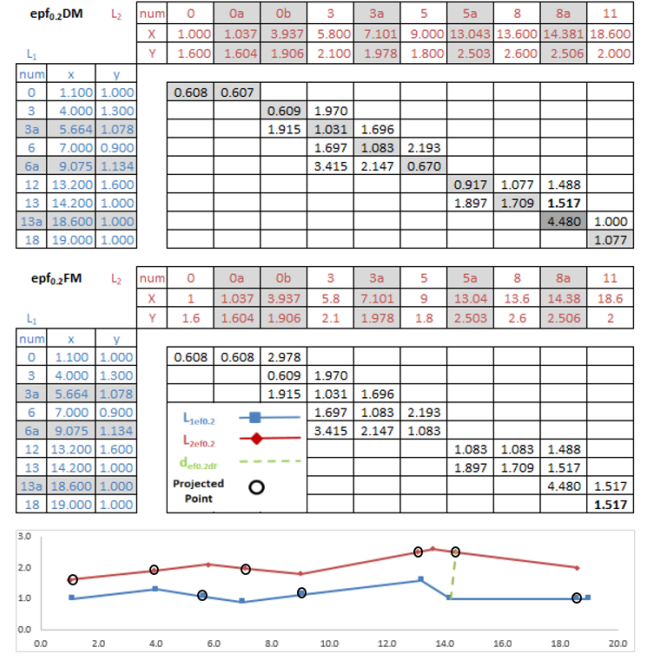 epf0.2DM L2 num 0 0a 0b 3 3a 5 5a 8 8a 11
X 1.000 1.037 3.937 5.800 7.101 9.000 13.043 13.600 14.381 18.600
L1 Y 1.600 1.604 1.906 2.100 1.978 1.800 2.503 2.600 2.506 2.000
num x y
0 1.100 1.000 0.608 0.607
3 4.000 1.300 0.609 1.970
3a 5.664 1.078 1.915 1.031 1.696
6 7.000 0.900 1.697 1.083 2.193
6a 9.075 1.134 3.415 2.147 0.670
12 13.200 1.600 0.917 1.077 1.488
13 14.200 1.000 1.897 1.709 1.517
13a 18.600 1.000 4.480 1.000
18 19.000 1.000 1.077
epf0.2FM L2 num 0 0a 0b 3 3a 5 5a 8 8a 11
X 1 1.037 3.937 5.8 7.101 9 13.04 13.6 14.38 18.6
L1 Y 1.6 1.604 1.906 2.1 1.978 1.8 2.503 2.6 2.506 2
num x y
0 1.100 1.000 0.608 0.608 2.978
3 4.000 1.300 0.609 1.970
3a 5.664 1.078 1.915 1.031 1.696
6 7.000 0.900 1.697 1.083 2.193
6a 9.075 1.134 3.415 2.147 1.083
12 13.200 1.600 1.083 1.083 1.488
13 14.200 1.000 1.897 1.709 1.517
13a 18.600 1.000 4.480 1.517
18 19.000 1.000 1.517
L1ef0.2
L2ef0.2
def0.2dF
Projected
Point
3.0
2.0
1.0
0.0
0.0 2.0 4.0 6.0 8.0 10.0 12.0 14.0 16.0 18.0 20.0